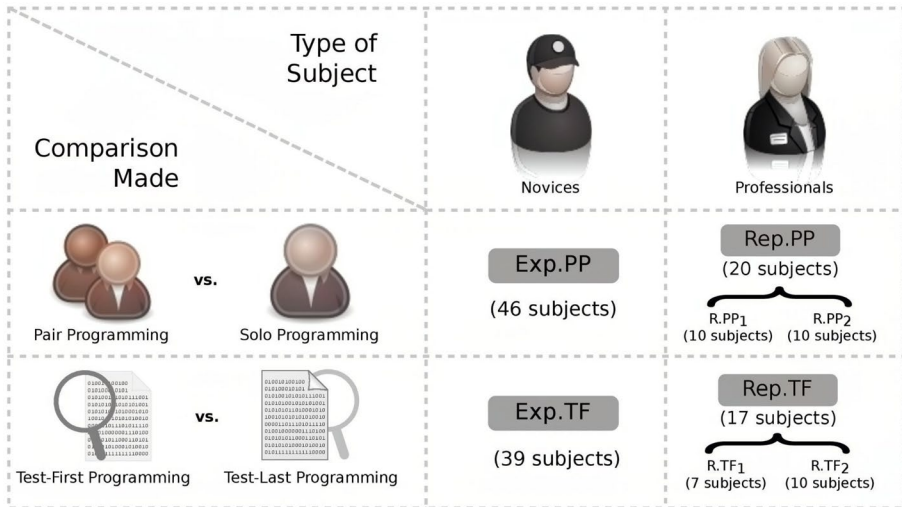 Type of
Subject
Comparison
Made
Novices
Professionals
vs.
Pair Programming
Solo Programming
Exp.PP
(46 subjects)
Rep.PP
(20 subjects)
R.PP1
(10 subjects)
R.PP2
(10 subjects)
vs.
Test-First Programming
Test-Last Programming
Exp.TF
(39 subjects)
Rep.TF
(17 subjects)
R.TF1
(7 subjects)
R.TF2
(10 subjects)